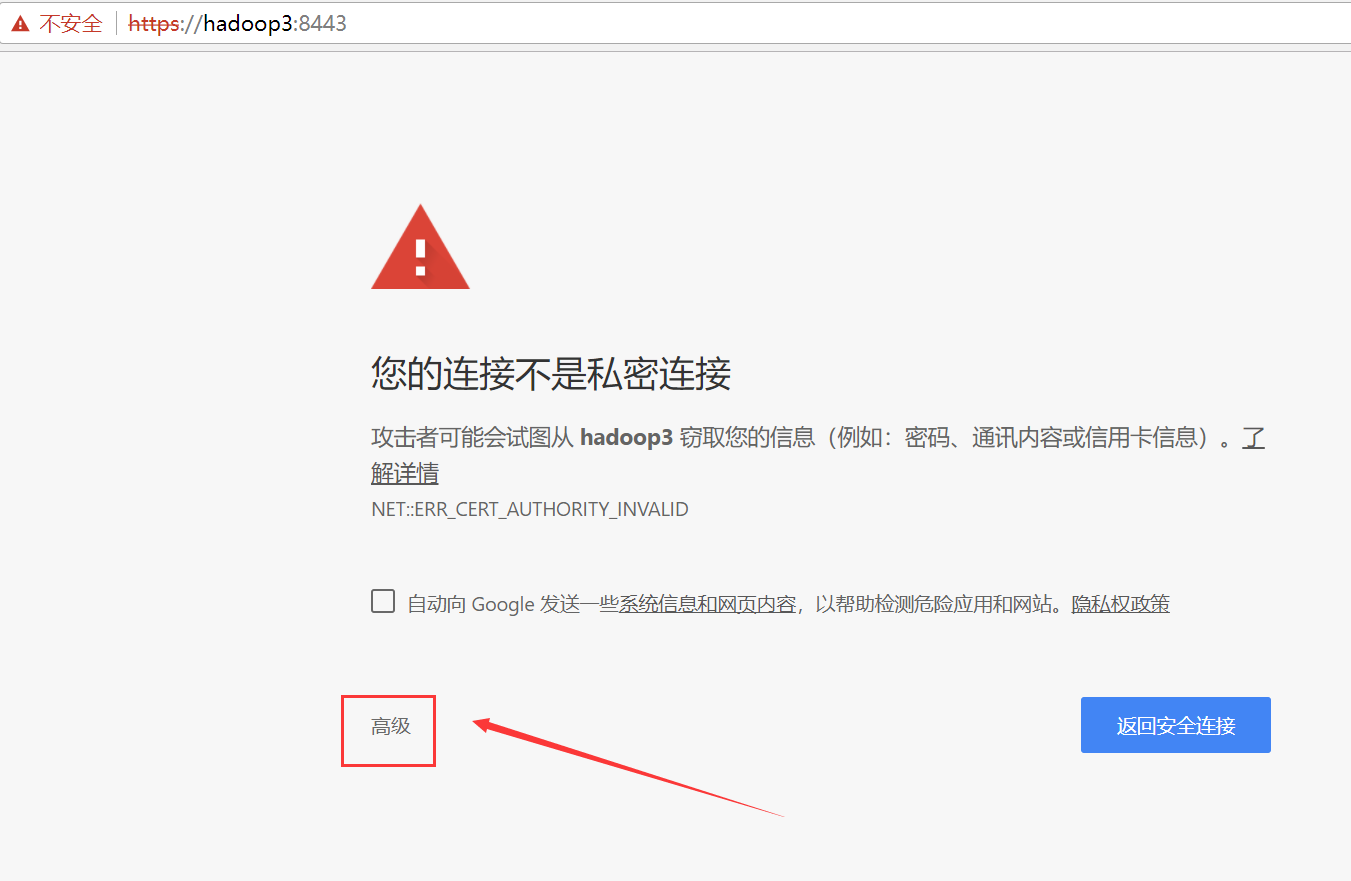 不安全 https://hadoop3:8443
您的连接不是私密连接
攻击者可能会试图从 hadoop3 窃取您的信息（例如：密码、通讯内容或信用卡信息）。了
解详情
NET::ERR_CERT_AUTHORITY_INVALID
自动向 Google 发送一些系统信息和网页内容，以帮助检测危险应用和网站。隐私权政策
高级 返回安全连接